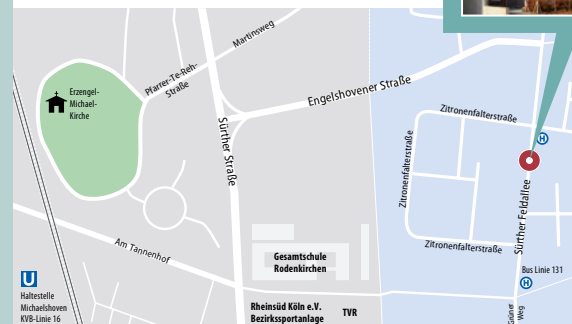 Martinsweg
Pfarrer-Te-Reh-
Straße
Erzengel-
Michael-
Kirche
Engelshovener Straße
Zitronenfalterstraße
H
Sürther Straße
Zitronenfalterstraße
Sürther Feldallee
Am Tannenhof
Zitronenfalterstraße
Gesamtschule
Rodenkirchen
Bus Linie 131
H
U
Haltestelle
Michaelshoven
KVB-Linie 16
Rheinsüd Köln e.V.
Bezirkssportanlage
TVR
Grüner
Weg